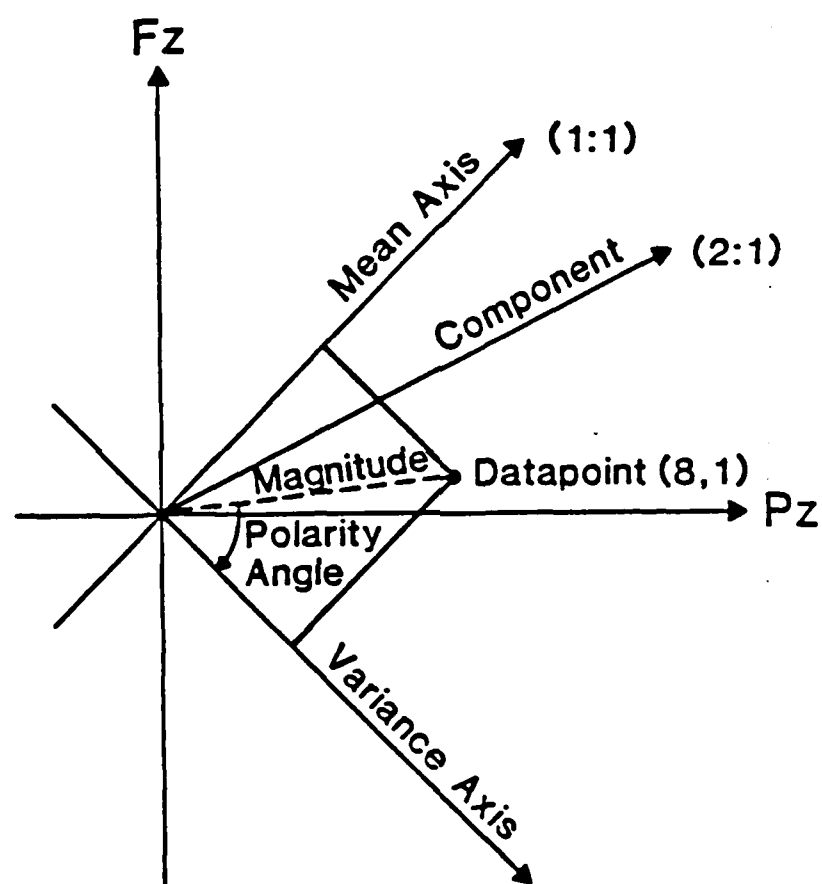 Fz
Mean Axis
(1:1)
Component
(2:1)
Magnitude
Datapoint (8,1)
Pz
Polarity
Angle
Variance Axis